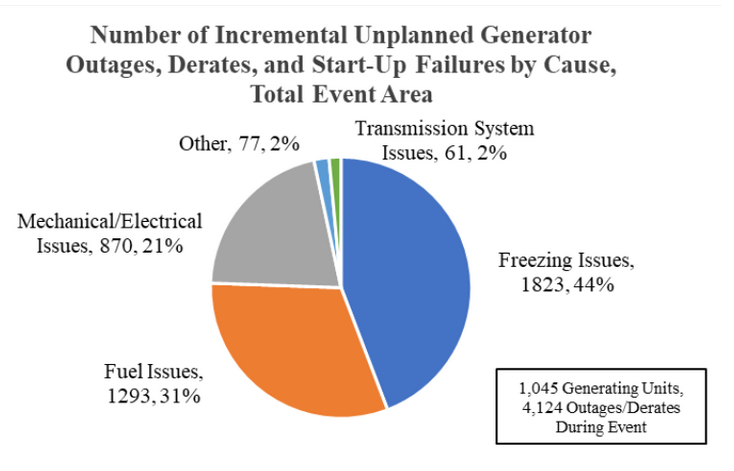 Number of Incremental Unplanned Generator
Outages, Derates, and Start-Up Failures by Cause,
Total Event Area
Transmission System
Issues, 61, 2%
Other, 77, 2%
Mechanical/Electrical
Issues, 870, 21%
Freezing Issues,
1823, 44%
Fuel Issues,
1293, 31%
1,045 Generating Units,
4,124 Outages/Derates
During Event